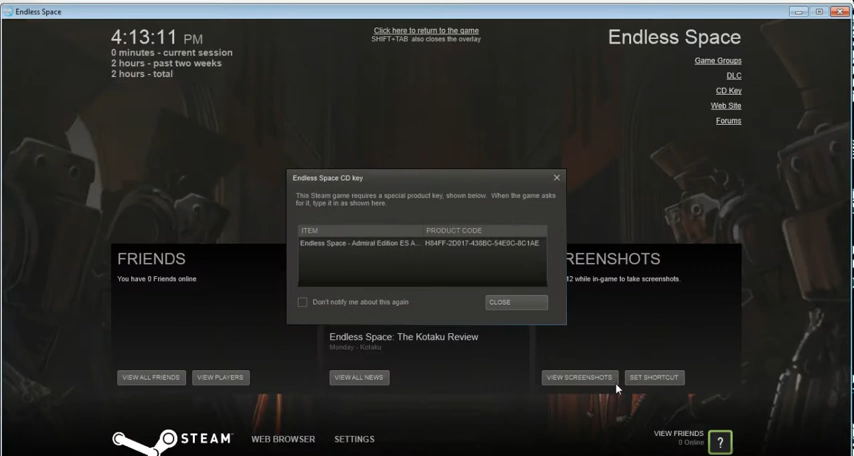 Endless Space
4:13:11 PM
0 minutes - current session
2 hours - past two weeks
2 hours - total
Click here to return to the game
SHIFT+TAB also closes the overlay
Endless Space
Game Groups
DLC
CD Key
Web Site
Forums
Endless Space CD key
This Steam game requires a special product key, shown below. When the game asks
for it, type it in as shown here.
ITEM PRODUCT CODE
Endless Space - Admiral Edition ES A... H84FF-2D017-438BC-54E0C-8C1AE
Don't notify me about this again
CLOSE
FRIENDS
You have 0 Friends online
VIEW ALL FRIENDS VIEW PLAYERS
Endless Space: The Kotaku Review
Monday - Kotaku
VIEW ALL NEWS
REENSHOTS
12 while in-game to take screenshots.
VIEW SCREENSHOTS SET SHORTCUT
STEAM WEB BROWSER SETTINGS
VIEW FRIENDS
0 Online
?